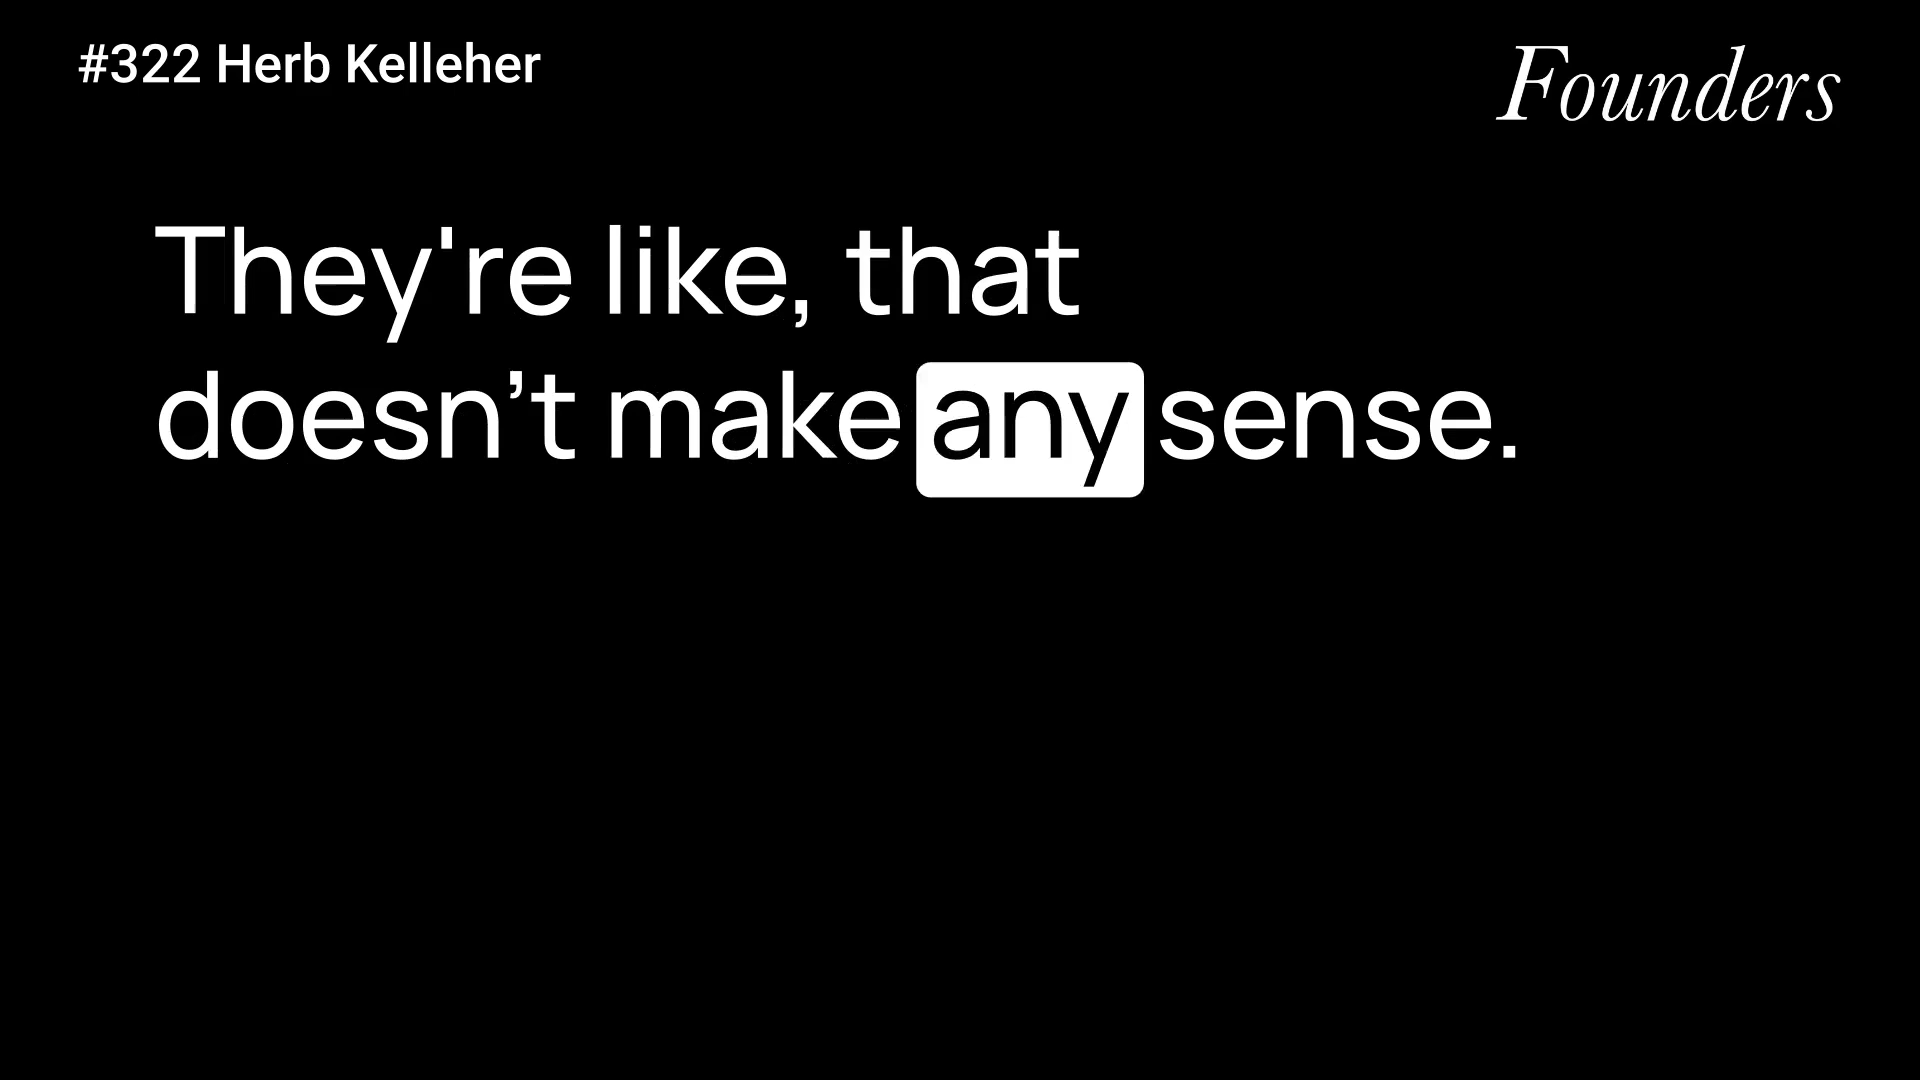 #322 Herb Kelleher
Founders
They're like, that
doesn’t make any sense.